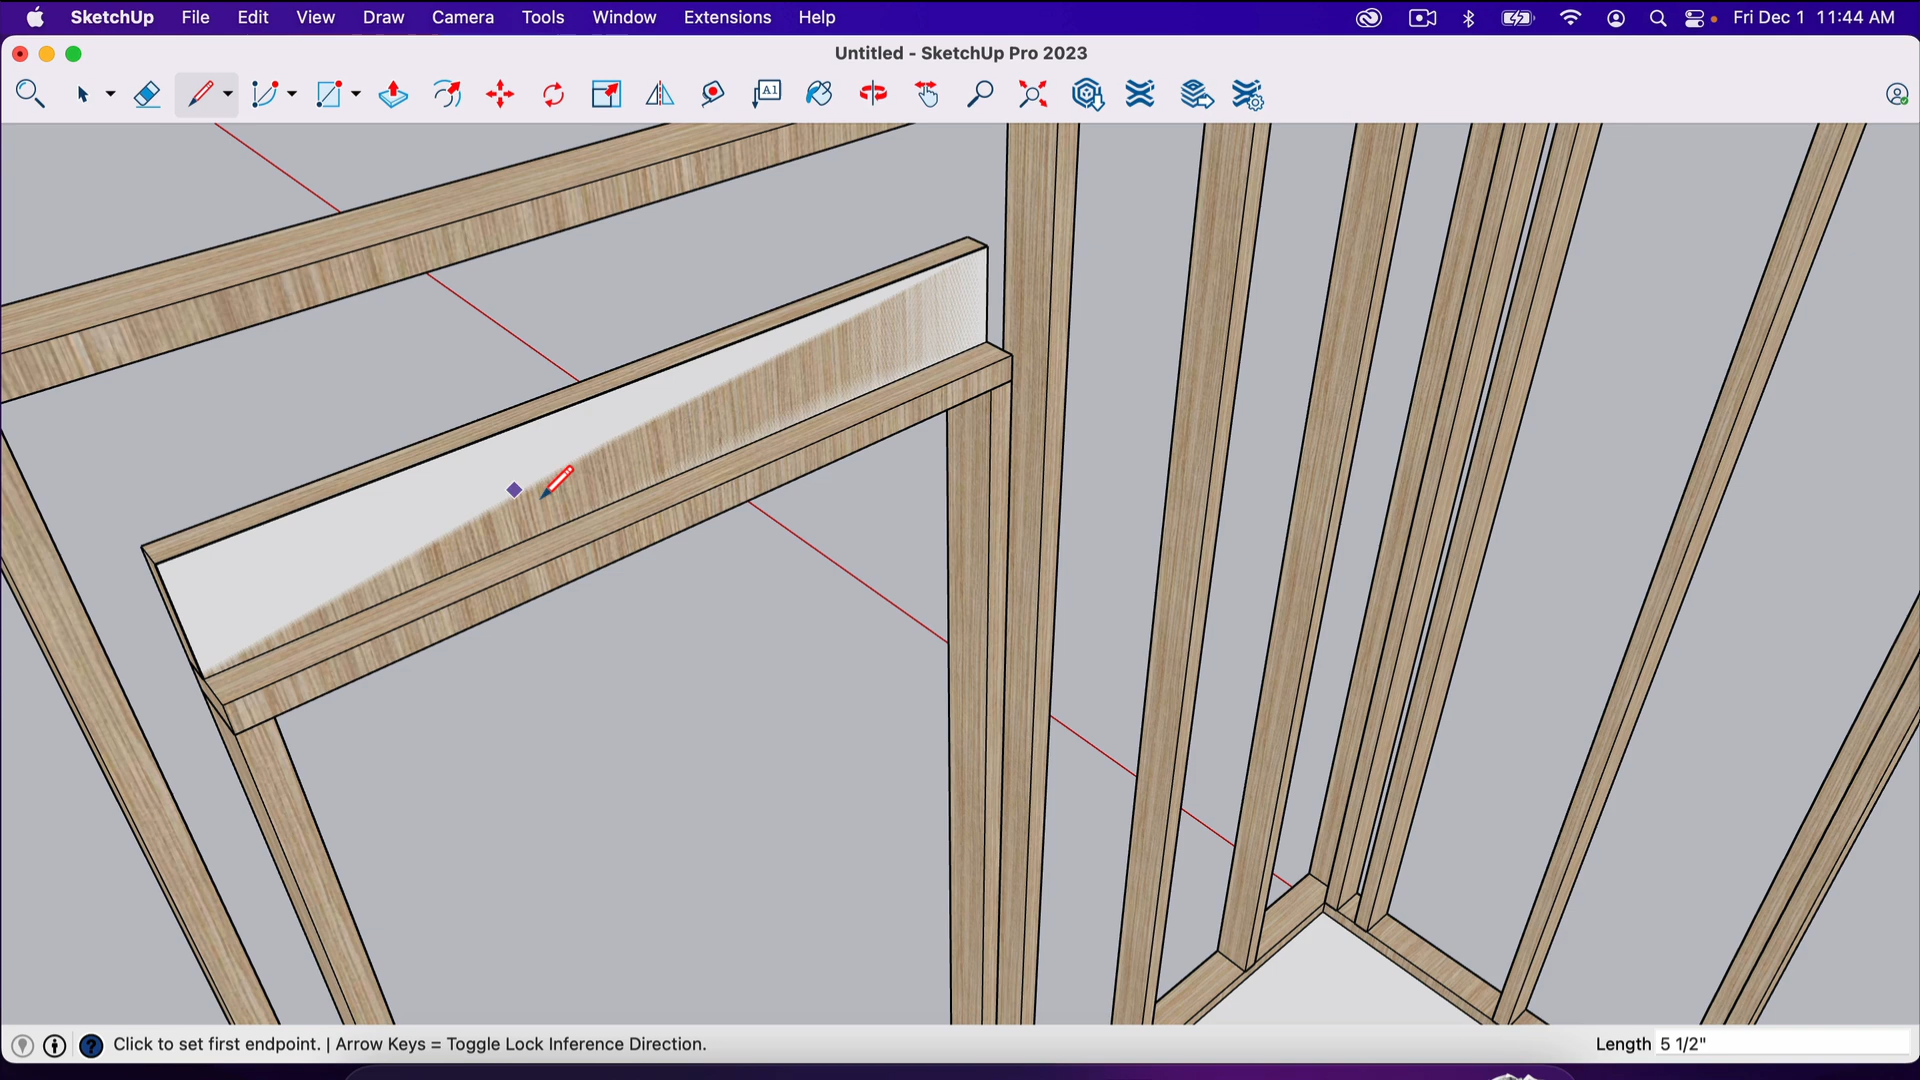 SketchUp File Edit View Draw Camera Tools Window Extensions Help Fri Dec 1 11:44 AM
Untitled - SketchUp Pro 2023
A1
Click to set first endpoint. | Arrow Keys = Toggle Lock Inference Direction. Length 5 1/2"